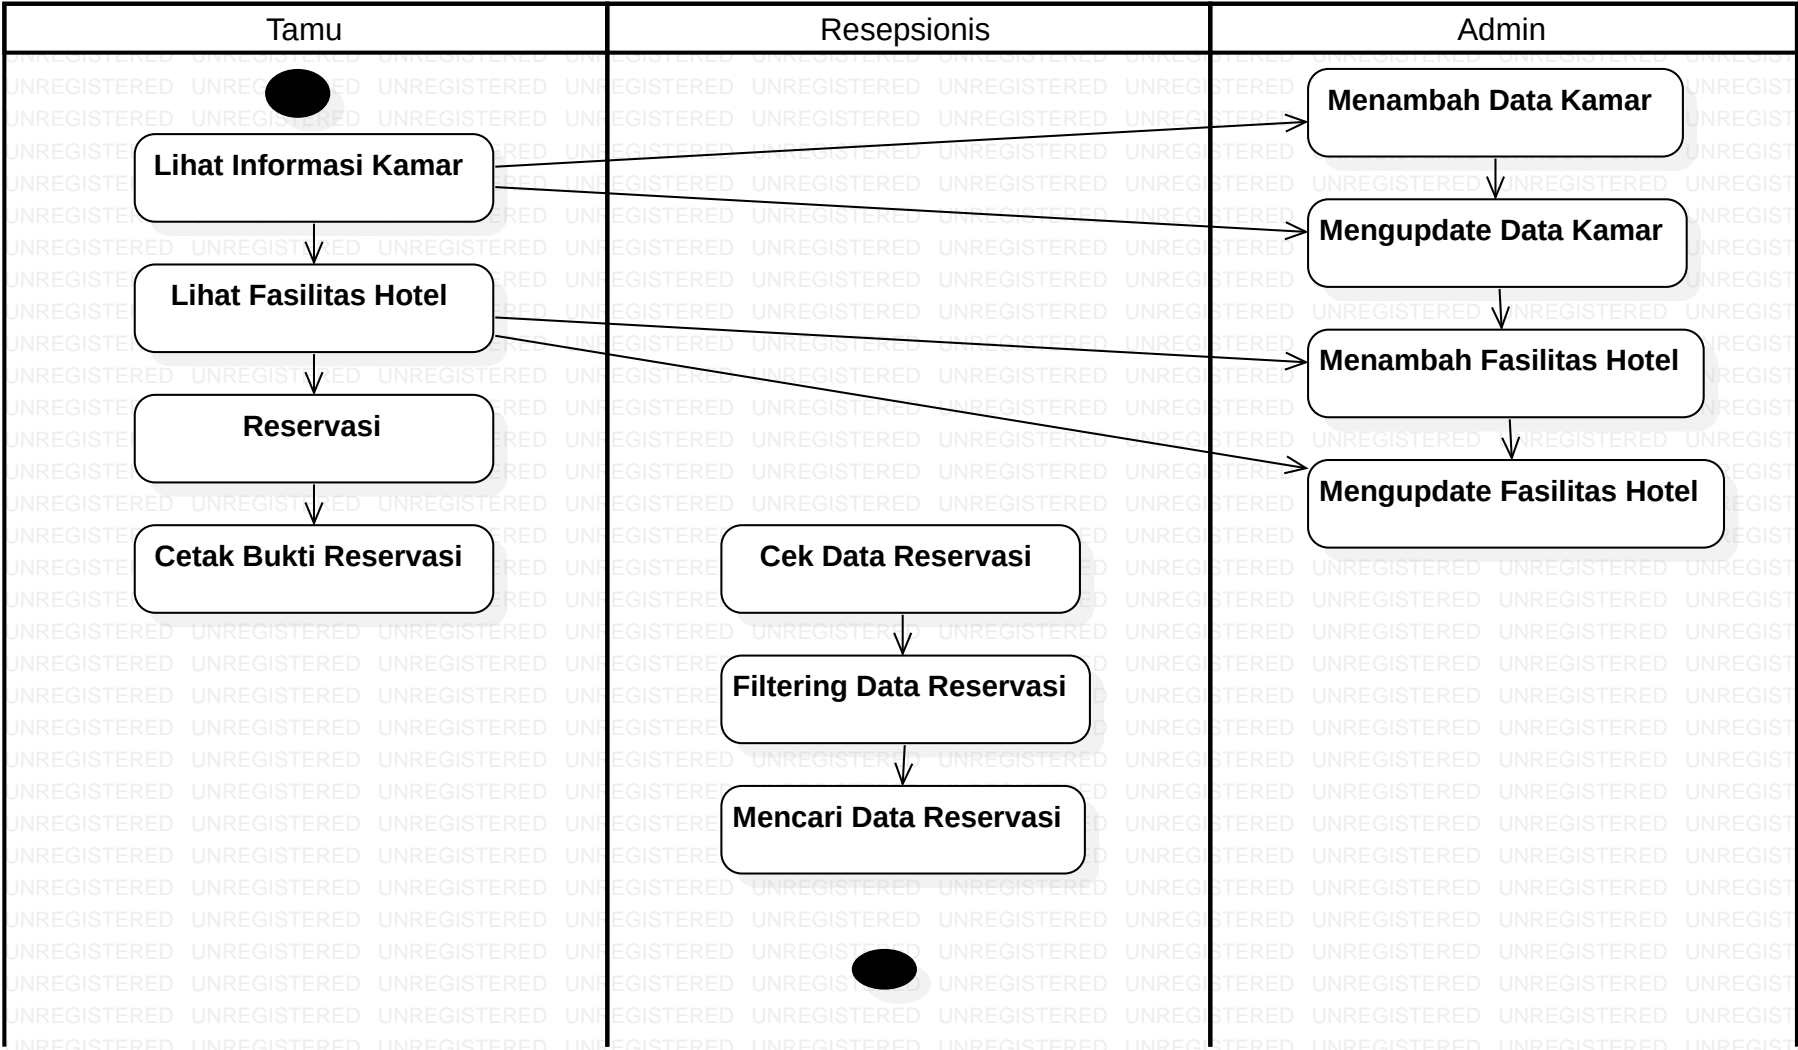 Tamu
Resepsionis
Admin
Lihat Informasi Kamar
Lihat Fasilitas Hotel
Reservasi
Cetak Bukti Reservasi
Cek Data Reservasi
Filtering Data Reservasi
Mencari Data Reservasi
Menambah Data Kamar
Mengupdate Data Kamar
Menambah Fasilitas Hotel
Mengupdate Fasilitas Hotel
UNREGISTERED